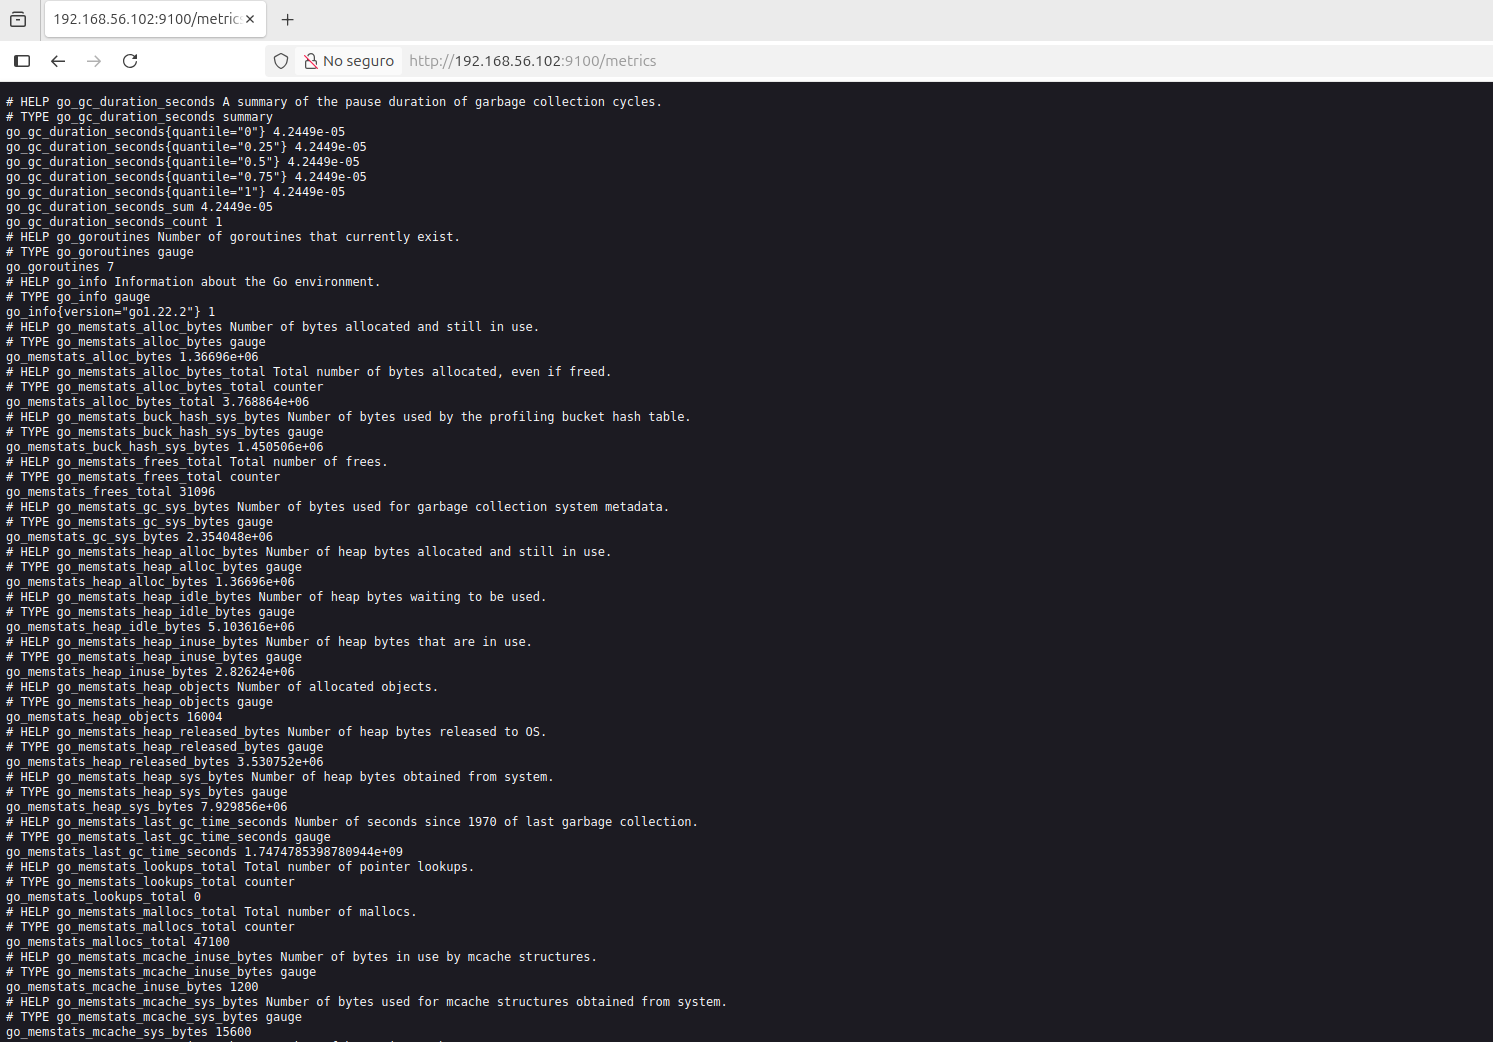 192.168.56.102:9100/metric
No seguro
http://192.168.56.102:9100/metrics
# HELP go_gc_duration_seconds A summary of the pause duration of garbage collection cycles.
# TYPE go_gc_duration_seconds summary
go_gc_duration_seconds{quantile="0"} 4.2449e-05
go_gc_duration_seconds{quantile="0.25"} 4.2449e-05
go_gc_duration_seconds{quantile="0.5"} 4.2449e-05
go_gc_duration_seconds{quantile="0.75"} 4.2449e-05
go_gc_duration_seconds{quantile="1"} 4.2449e-05
go_gc_duration_seconds_sum 4.2449e-05
go_gc_duration_seconds_count 1
# HELP go_goroutines Number of goroutines that currently exist.
# TYPE go_goroutines gauge
go_goroutines 7
# HELP go_info Information about the Go environment.
# TYPE go_info gauge
go_info{version="go1.22.2"} 1
# HELP go_memstats_alloc_bytes Number of bytes allocated and still in use.
# TYPE go_memstats_alloc_bytes gauge
go_memstats_alloc_bytes 1.36696e+06
# HELP go_memstats_alloc_bytes_total Total number of bytes allocated, even if freed.
# TYPE go_memstats_alloc_bytes_total counter
go_memstats_alloc_bytes_total 3.768864e+06
# HELP go_memstats_buck_hash_sys_bytes Number of bytes used by the profiling bucket hash table.
# TYPE go_memstats_buck_hash_sys_bytes gauge
go_memstats_buck_hash_sys_bytes 1.450506e+06
# HELP go_memstats_frees_total Total number of frees.
# TYPE go_memstats_frees_total counter
go_memstats_frees_total 31096
# HELP go_memstats_gc_sys_bytes Number of bytes used for garbage collection system metadata.
# TYPE go_memstats_gc_sys_bytes gauge
go_memstats_gc_sys_bytes 2.354048e+06
# HELP go_memstats_heap_alloc_bytes Number of heap bytes allocated and still in use.
# TYPE go_memstats_heap_alloc_bytes gauge
go_memstats_heap_alloc_bytes 1.36696e+06
# HELP go_memstats_heap_idle_bytes Number of heap bytes waiting to be used.
# TYPE go_memstats_heap_idle_bytes gauge
go_memstats_heap_idle_bytes 5.103616e+06
# HELP go_memstats_heap_inuse_bytes Number of heap bytes that are in use.
# TYPE go_memstats_heap_inuse_bytes gauge
go_memstats_heap_inuse_bytes 2.82624e+06
# HELP go_memstats_heap_objects Number of allocated objects.
# TYPE go_memstats_heap_objects gauge
go_memstats_heap_objects 16004
# HELP go_memstats_heap_released_bytes Number of heap bytes released to OS.
# TYPE go_memstats_heap_released_bytes gauge
go_memstats_heap_released_bytes 3.530752e+06
# HELP go_memstats_heap_sys_bytes Number of heap bytes obtained from system.
# TYPE go_memstats_heap_sys_bytes gauge
go_memstats_heap_sys_bytes 7.929856e+06
# HELP go_memstats_last_gc_time_seconds Number of seconds since 1970 of last garbage collection.
# TYPE go_memstats_last_gc_time_seconds gauge
go_memstats_last_gc_time_seconds 1.7474785398780944e+09
# HELP go_memstats_lookups_total Total number of pointer lookups.
# TYPE go_memstats_lookups_total counter
go_memstats_lookups_total 0
# HELP go_memstats_mallocs_total Total number of mallocs.
# TYPE go_memstats_mallocs_total counter
go_memstats_mallocs_total 47100
# HELP go_memstats_mcache_inuse_bytes Number of bytes in use by mcache structures.
# TYPE go_memstats_mcache_inuse_bytes gauge
go_memstats_mcache_inuse_bytes 1200
# HELP go_memstats_mcache_sys_bytes Number of bytes used for mcache structures obtained from system.
# TYPE go_memstats_mcache_sys_bytes gauge
go_memstats_mcache_sys_bytes 15600